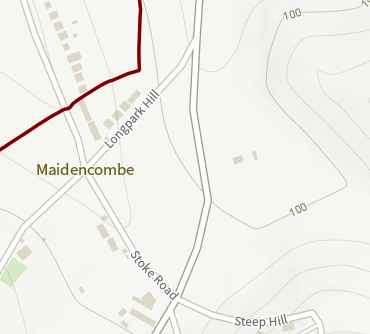 100
Longpark Hill
Maidencombe
100
Stoke Road
Steep Hill